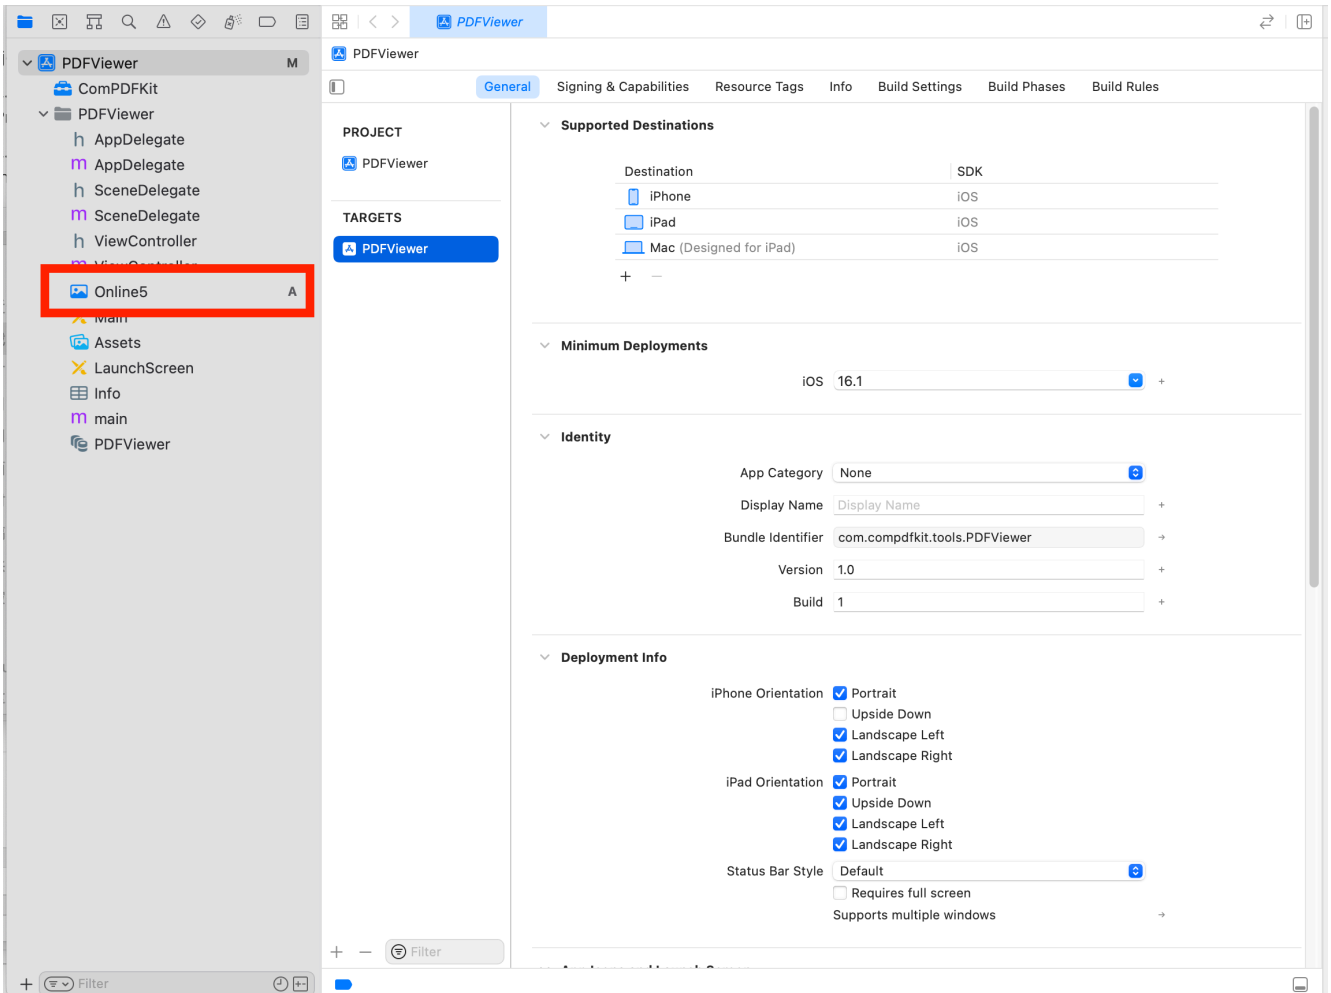 PDFViewer
PDFViewer M
PDFViewer
ComPDFKit
PDFViewer
h AppDelegate
m AppDelegate
h SceneDelegate
m SceneDelegate
h ViewController
m ViewController
Online5 A
Main
Assets
LaunchScreen
Info
m main
PDFViewer
Filter
General Signing & Capabilities Resource Tags Info Build Settings Build Phases Build Rules
PROJECT
PDFViewer
TARGETS
PDFViewer
Filter
Supported Destinations
Destination SDK
iPhone iOS
iPad iOS
Mac (Designed for iPad) iOS
Minimum Deployments
iOS 16.1
Identity
App Category None
Display Name Display Name
Bundle Identifier com.compdfkit.tools.PDFViewer
Version 1.0
Build 1
Deployment Info
iPhone Orientation Portrait
Upside Down
Landscape Left
Landscape Right
iPad Orientation Portrait
Upside Down
Landscape Left
Landscape Right
Status Bar Style Default
Requires full screen
Supports multiple windows